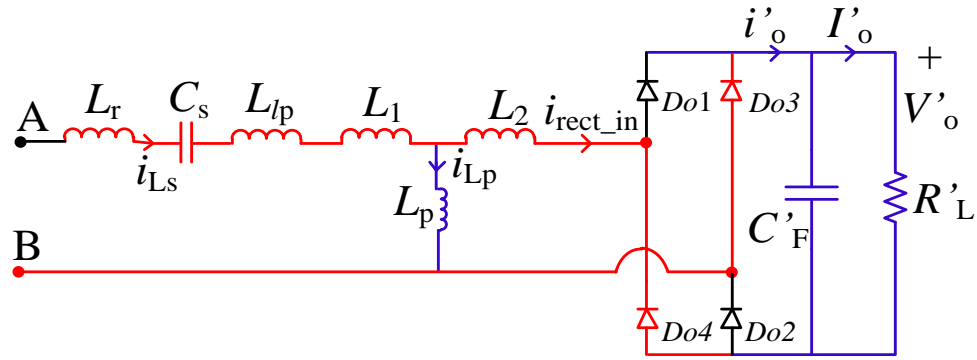 i'o I'o
+
Lr Cs Llp L1 L2 irect_in Do1 Do3 V'o
A
iLs iLp
Lp R'L
B C'F
Do4 Do2